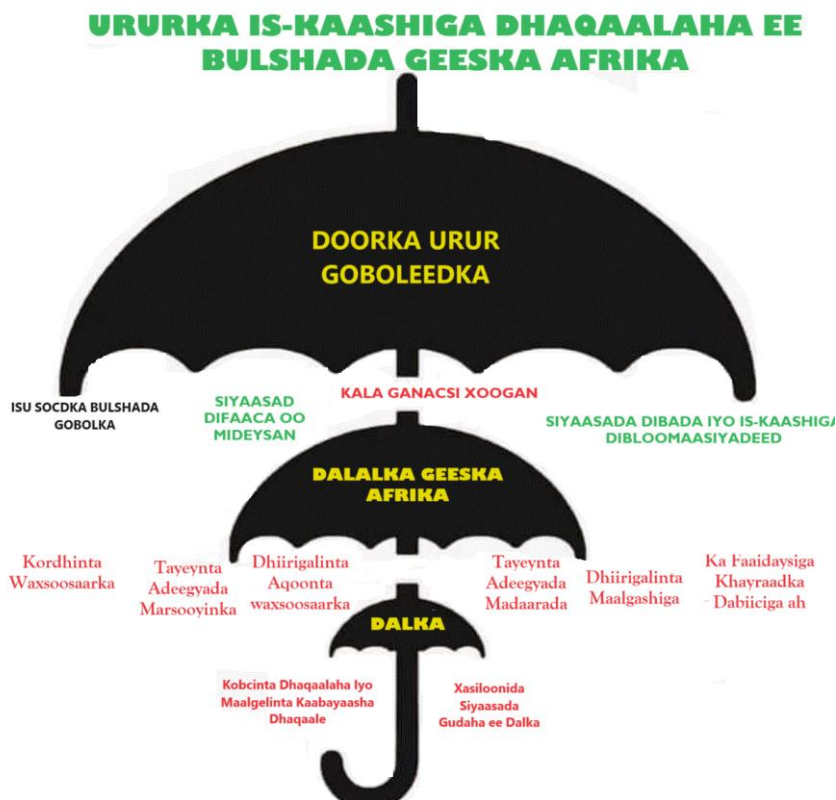 URURKA IS-KAASHIGA DHAQAALAHA EE
BULSHADA GEESKA AFRIKA
DOORKA URUR
GOBOLEEDKA
ISU SOCDKA BULSHADA
GOBOLKA
SIYAASAD
DIFAACA OO
MIDEYSAN
KALA GANACSI XOOGAN
SIYAASADA DIBADA IYO IS-KAASHIGA
DIBLOOMAASIYADEED
DALALKA GEESKA
AFRIKA
Kordhinta
Waxsoosaarka
Tayeynta
Adeegyada
Marsooyinka
Dhiirigalinta
Aqoonta
waxsoosaarka
Tayeynta
Adeegyada
Madaarada
Dhiirigalinta
Maalgashiga
Ka Faaidaysiga
Khayraadka
Dabiiciga ah
DALKA
Kobcinta Dhaqaalaha Iyo
Maalgelinta Kaabayaasha
Dhaqaale
Xasiloonida
Siyaasada
Gudaha ee Dalka